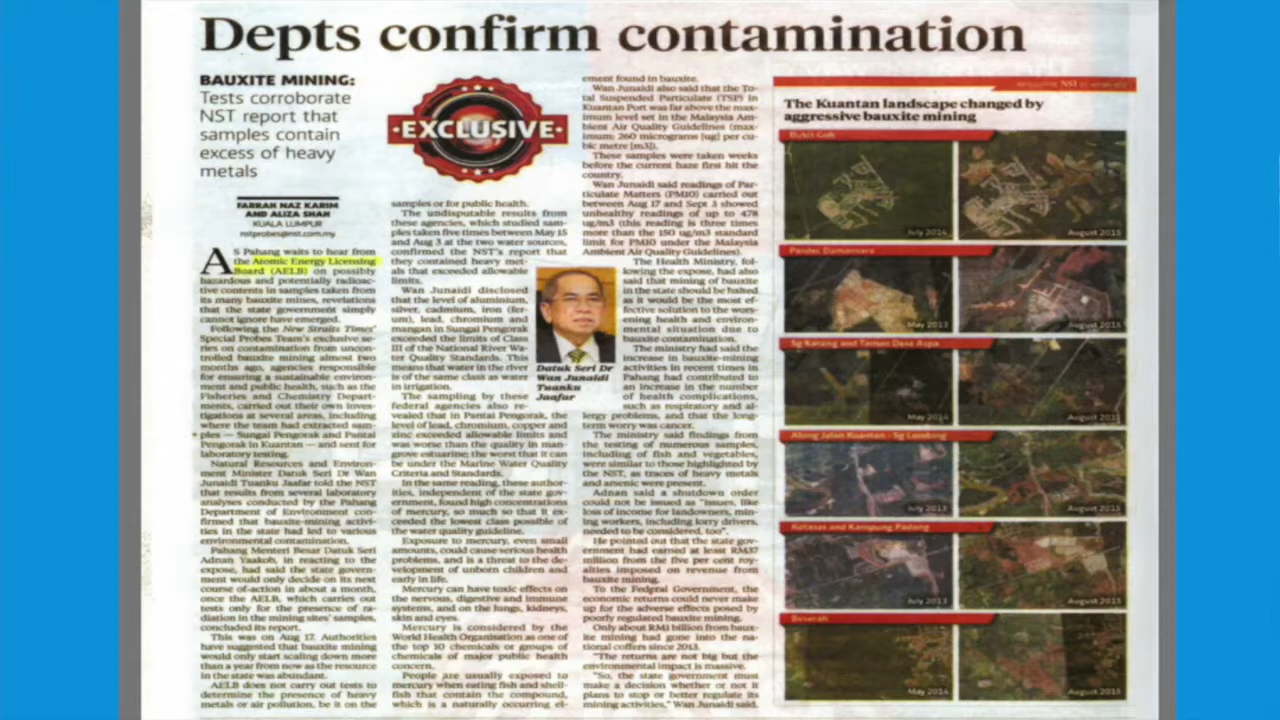 Depts confirm contamination
BAUXITE MINING:
Tests corroborate
NST report that
samples contain
excess of heavy
metals
FARRAH NAZ KARIM
AND ALIZA SHAH
KUALA LUMPUR
nstprobes@nst.com.my
AS Pahang waits to hear from
the Atomic Energy Licensing
Board (AELB) on possibly
hazardous and potentially radioac-
tive contents in samples taken from
its many bauxite mines, revelations
that the state government simply
cannot ignore have emerged.
Following the New Straits Times'
Special Probes Team's exclusive se-
ries on contamination from uncon-
trolled bauxite mining almost two
months ago, agencies responsible
for ensuring a sustainable environ-
ment and public health, such as the
Fisheries and Chemistry Depart-
ments, carried out their own inves-
tigations at several areas, including
where the team had extracted sam-
ples — Sungai Pengorak and Pantai
Pengorak in Kuantan — and sent for
laboratory testing.
Natural Resources and Environ-
ment Minister Datuk Seri Dr Wan
Junaidi Tuanku Jaafar told the NST
that results from several laboratory
analyses conducted by the Pahang
Department of Environment con-
firmed that bauxite-mining activi-
ties in the state had led to various
environmental contamination.
Pahang Menteri Besar Datuk Seri
Adnan Yaakob, in reacting to the
expose, had said the state govern-
ment would only decide on its next
course of-action in about a month,
once the AELB, which carries out
tests only for the presence of ra-
diation in the mining sites' samples,
concluded its report.
This was on Aug 17. Authorities
have suggested that bauxite mining
would only start scaling down more
than a year from now as the resource
in the state was abundant.
AELB does not carry out tests to
determine the presence of heavy
metals or air pollution, be it on the
EXCLUSIVE
samples or for public health.
The undisputable results from
these agencies, which studied sam-
ples taken five times between May 15
and Aug 3 at the two water sources,
confirmed the NST's report that
they contained heavy met-
als that exceeded allowable
limits.
Wan Junaidi disclosed
that the level of aluminium,
silver, cadmium, iron (fer-
um), lead, chromium and
mangan in Sungai Pengorak
exceeded the limits of Class
III of the National River Wa-
ter Quality Standards. This
means that water in the river
is of the same class as water
in irrigation.
The sampling by these
federal agencies also re-
vealed that in Pantai Pengorak, the
level of lead, chromium, copper and
zinc exceeded allowable limits and
was worse than the quality in man-
grove estuarine; the worst that it can
be under the Marine Water Quality
Criteria and Standards.
In the same reading, these author-
ities, independent of the state gov-
ernment, found high concentrations
of mercury, so much so that it ex-
ceeded the lowest class possible of
the water quality guideline.
Exposure to mercury, even small
amounts, could cause serious health
problems, and is a threat to the de-
velopment of unborn children and
early in life.
Mercury can have toxic effects on
the nervous, digestive and immune
systems, and on the lungs, kidneys,
skin and eyes.
Mercury is considered by the
World Health Organisation as one of
the top 10 chemicals or groups of
chemicals of major public health
concern.
People are usually exposed to
mercury when eating fish and shell-
fish that contain the compound,
which is a naturally occurring el-
Datuk Seri Dr
Wan Junaidi
Tuanku
Jaafar
ement found in bauxite.
Wan Junaidi also said that the To-
tal Suspended Particulate (TSP) in
Kuantan Port was far above the max-
imum level set in the Malaysia Am-
bient Air Quality Guidelines (max-
imum: 260 micrograms [ug] per cu-
bic metre [m3]).
These samples were taken weeks
before the current haze first hit the
country.
Wan Junaidi said readings of Par-
ticulate Matters (PM10) carried out
between Aug 17 and Sept 3 showed
unhealthy readings of up to 478
ug/m3 (this reading is three times
more than the 150 ug/m3 standard
limit for PM10 under the Malaysia
Ambient Air Quality Guidelines).
The Health Ministry, fol-
lowing the expose, had also
said that mining of bauxite
in the state should be halted
as it would be the most ef-
fective solution to the wors-
ening health and environ-
mental situation due to
bauxite contamination.
The ministry had said the
increase in bauxite-mining
activities in recent times in
Pahang had contributed to
an increase in the number
of health complications,
such as respiratory and al-
lergy problems, and that the long-
term worry was cancer.
The ministry said findings from
the testing of numerous samples,
including of fish and vegetables,
were similar to those highlighted by
the NST, as traces of heavy metals
and arsenic were present.
Adnan said a shutdown order
could not be issued as "issues, like
loss of income for landowners, min-
ing workers, including lorry drivers,
needed to be considered, too".
He pointed out that the state gov-
ernment had earned at least RM37
million from the five per cent roy-
alties imposed on revenue from
bauxite mining.
To the Federal Government, the
economic returns could never make
up for the adverse effects posed by
poorly regulated bauxite mining.
Only about RM1 billion from baux-
ite mining had gone into the na-
tional coffers since 2013.
"The returns are not big but the
environmental impact is massive.
"So, the state government must
make a decision whether or not it
plans to stop or better regulate its
mining activities," Wan Junaidi said.
The Kuantan landscape changed by
aggressive bauxite mining
Bukit Goh
July 2014
August 2015
Pandan Damansara
May 2013
August 2015
Sg Karang and Taman Dasa Aspa
May 2014
August 2015
Along Jalan Kuantan - Sg Lembing
July 2013
August 2015
Kotasas and Kampung Padang
July 2013
August 2015
Beserah
May 2014
August 2015